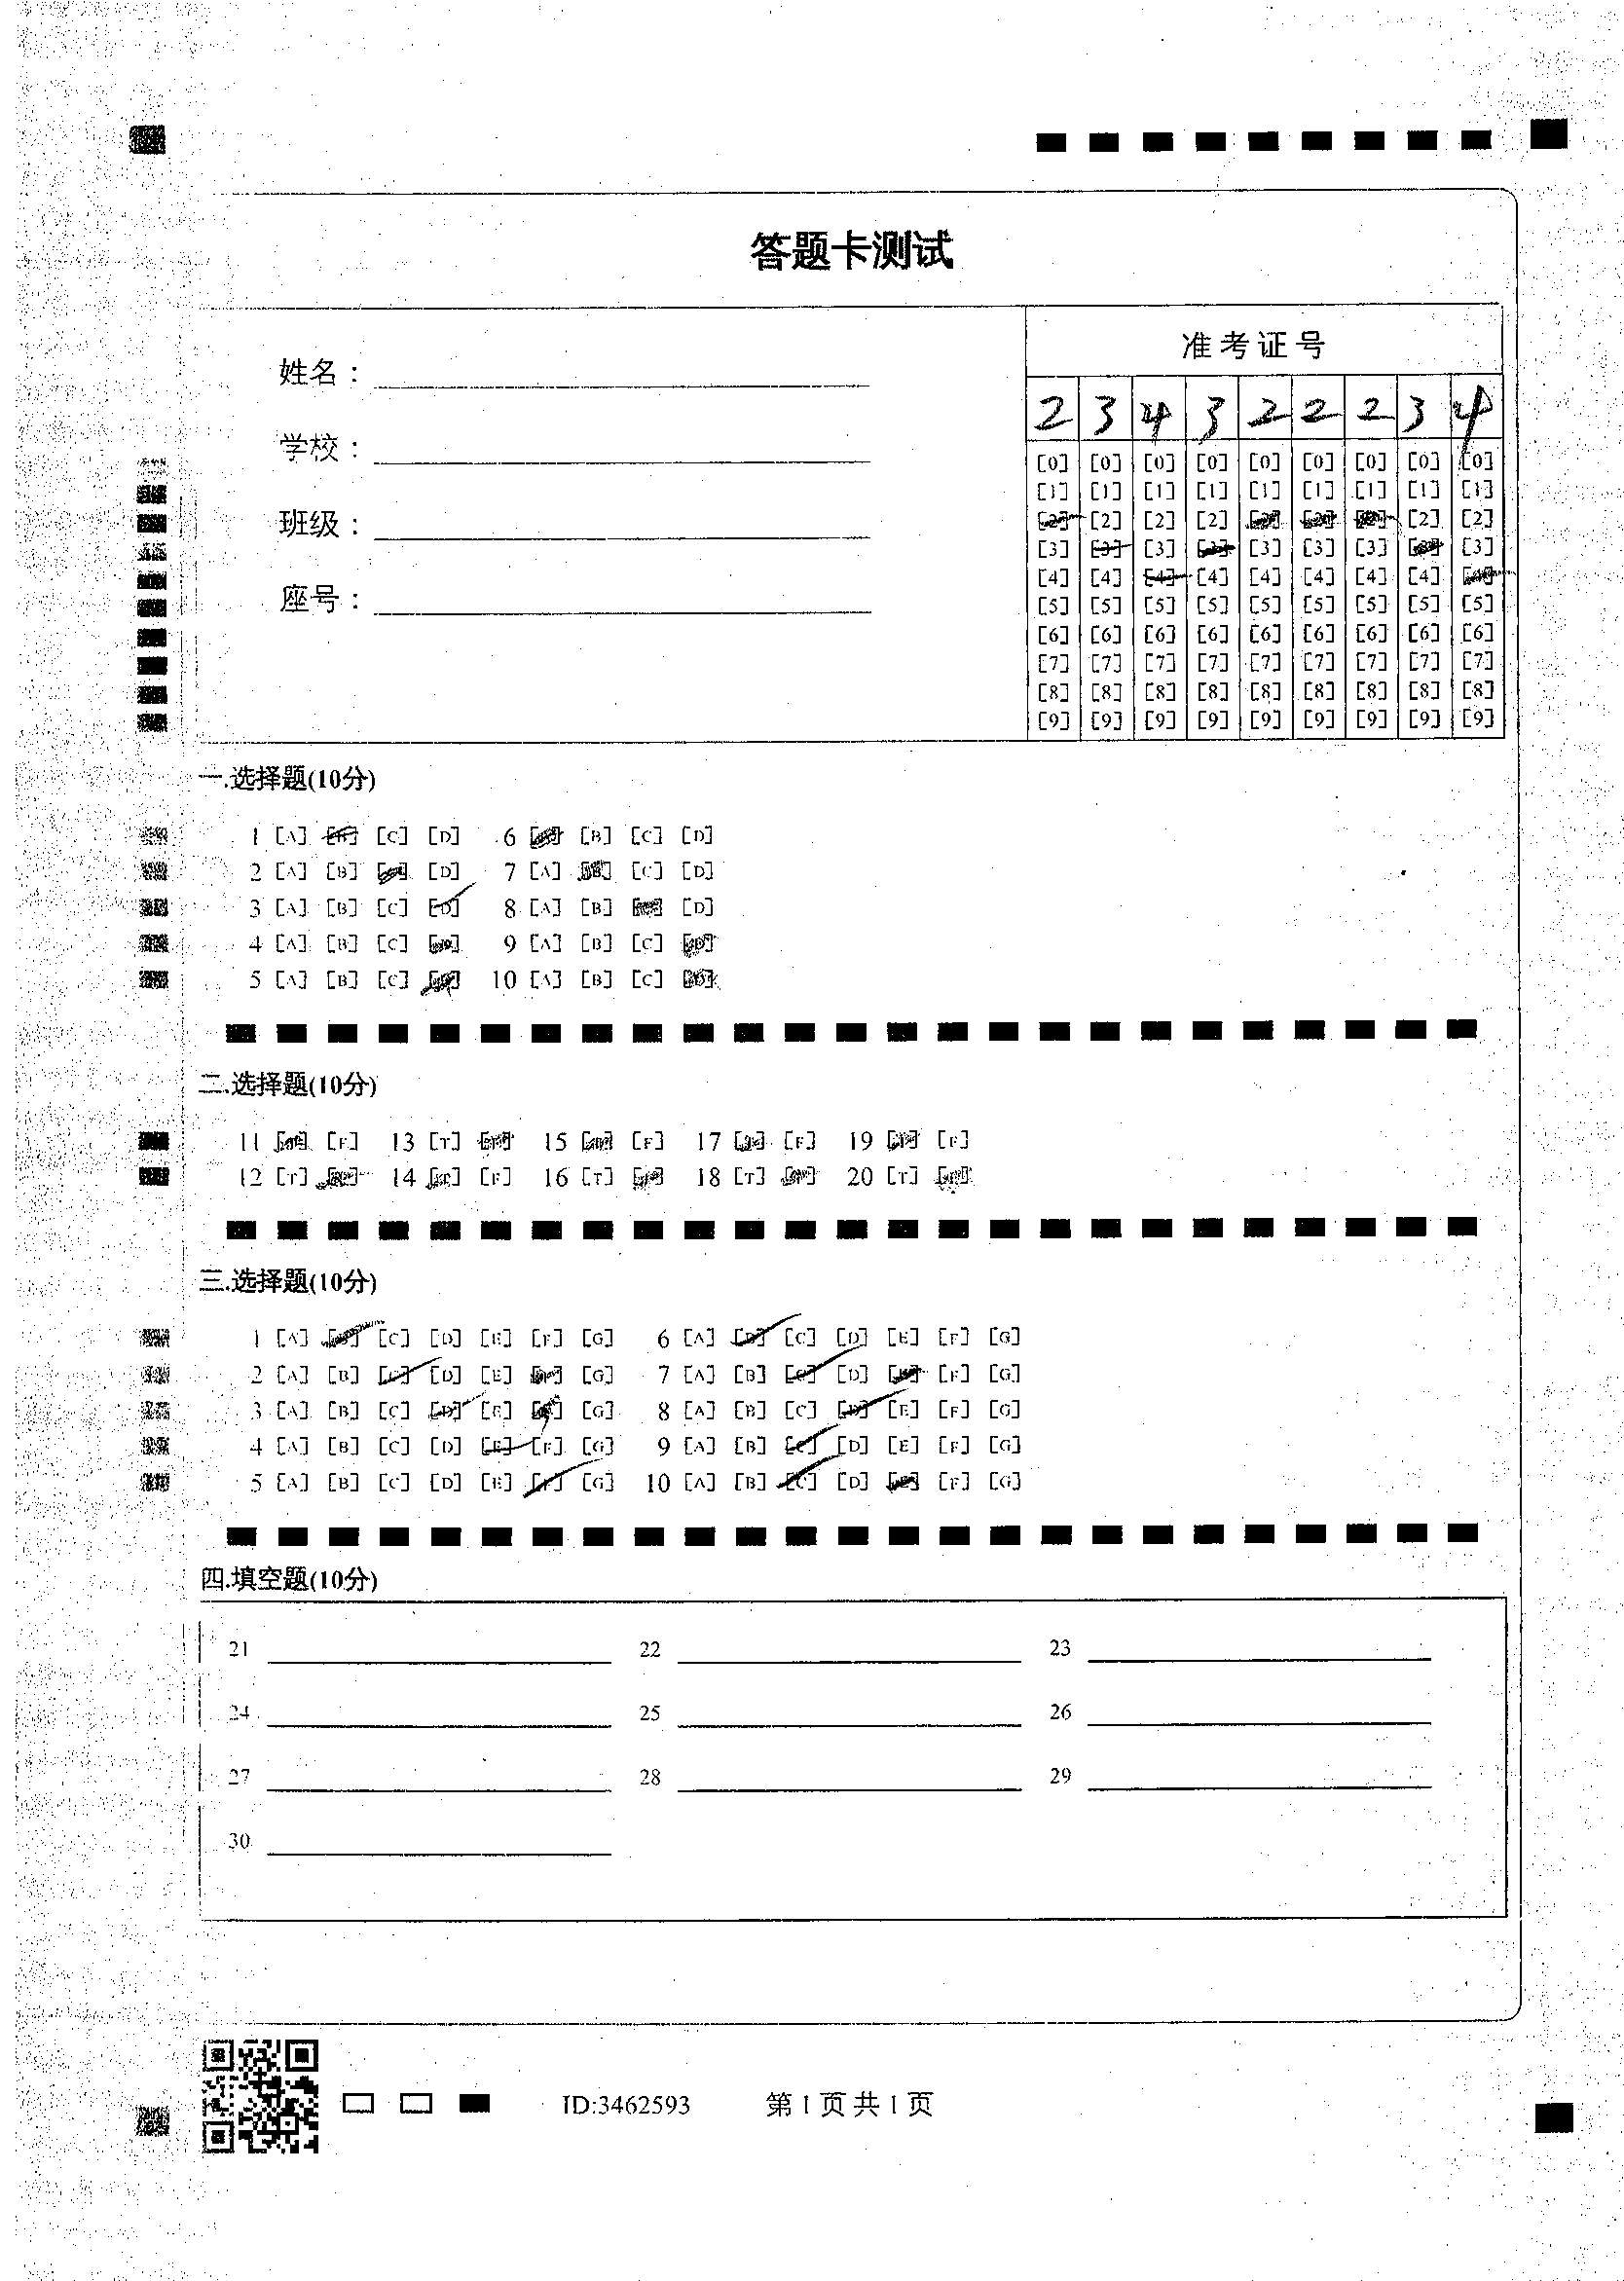 答题卡测试
姓名：
学校：
班级：
座号：
准考证号
2 3 4 3 2 2 2 3 4
[0] [0] [0] [0] [0] [0] [0] [0] [0]
[1] [1] [1] [1] [1] [1] [1] [1] [1]
[2] [2] [2] [2] [2] [2]
[3] [3] [3] [3] [3] [3]
[4] [4] [4] [4] [4] [4] [4]
[5] [5] [5] [5] [5] [5] [5] [5] [5]
[6] [6] [6] [6] [6] [6] [6] [6] [6]
[7] [7] [7] [7] [7] [7] [7] [7] [7]
[8] [8] [8] [8] [8] [8] [8] [8] [8]
[9] [9] [9] [9] [9] [9] [9] [9] [9]
一.选择题(10分)
1 [A] [B] [C] [D] 6 [B] [C] [D]
2 [A] [B] [D] 7 [A] [C] [D]
3 [A] [B] [C] [D] 8 [A] [B] [D]
4 [A] [B] [C] 9 [A] [B] [C]
5 [A] [B] [C] 10 [A] [B] [C]
二.选择题(10分)
11 [F] 13 [T] 15 [F] 17 [F] 19 [F]
12 [T] 14 [F] 16 [T] 18 [T] 20 [T]
三.选择题(10分)
1 [A] [C] [D] [E] [F] [G] 6 [A] [B] [C] [D] [E] [F] [G]
2 [A] [B] [C] [D] [E] [G] 7 [A] [B] [C] [D] [F] [G]
3 [A] [B] [C] [D] [E] [G] 8 [A] [B] [C] [D] [E] [F] [G]
4 [A] [B] [C] [D] [E] [F] [G] 9 [A] [B] [C] [D] [E] [F] [G]
5 [A] [B] [C] [D] [E] [F] [G] 10 [A] [B] [C] [D] [F] [G]
四.填空题(10分)
21 22 23
24 25 26
27 28 29
30
ID:3462593 第1页共1页